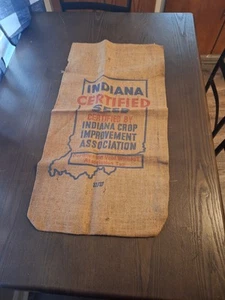 INDIANA
CERTIFIED
SEED
CERTIFIED BY
INDIANA CROP
IMPROVEMENT
ASSOCIATION